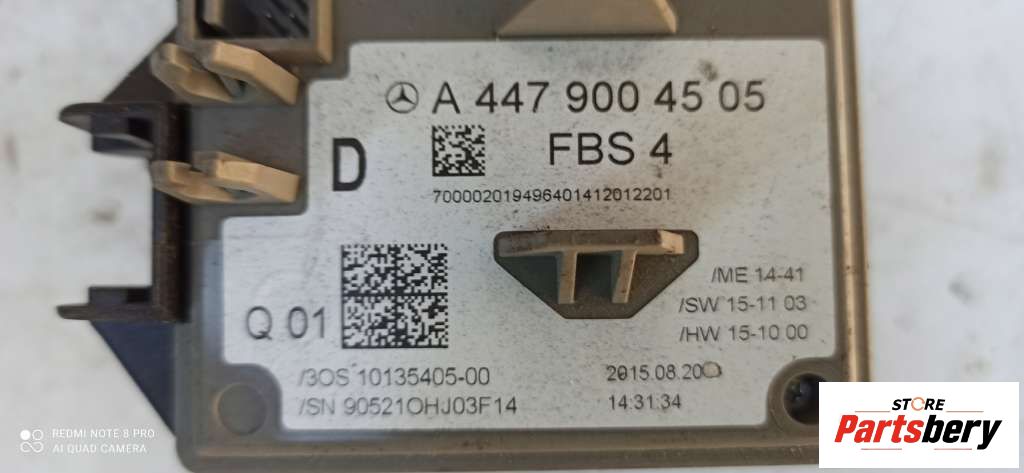 A 447 900 45 05
D
FBS 4
70000201949640141 2012201
/ME 14-41
/SW 15-11 03
/HW 15-10 00
Q 01
/3OS 10135405-00
/SN 90521OHJ03F14
2015.08.20
14:31:34
REDMI NOTE 8 PRO
AI QUAD CAMERA
STORE
Partsbery